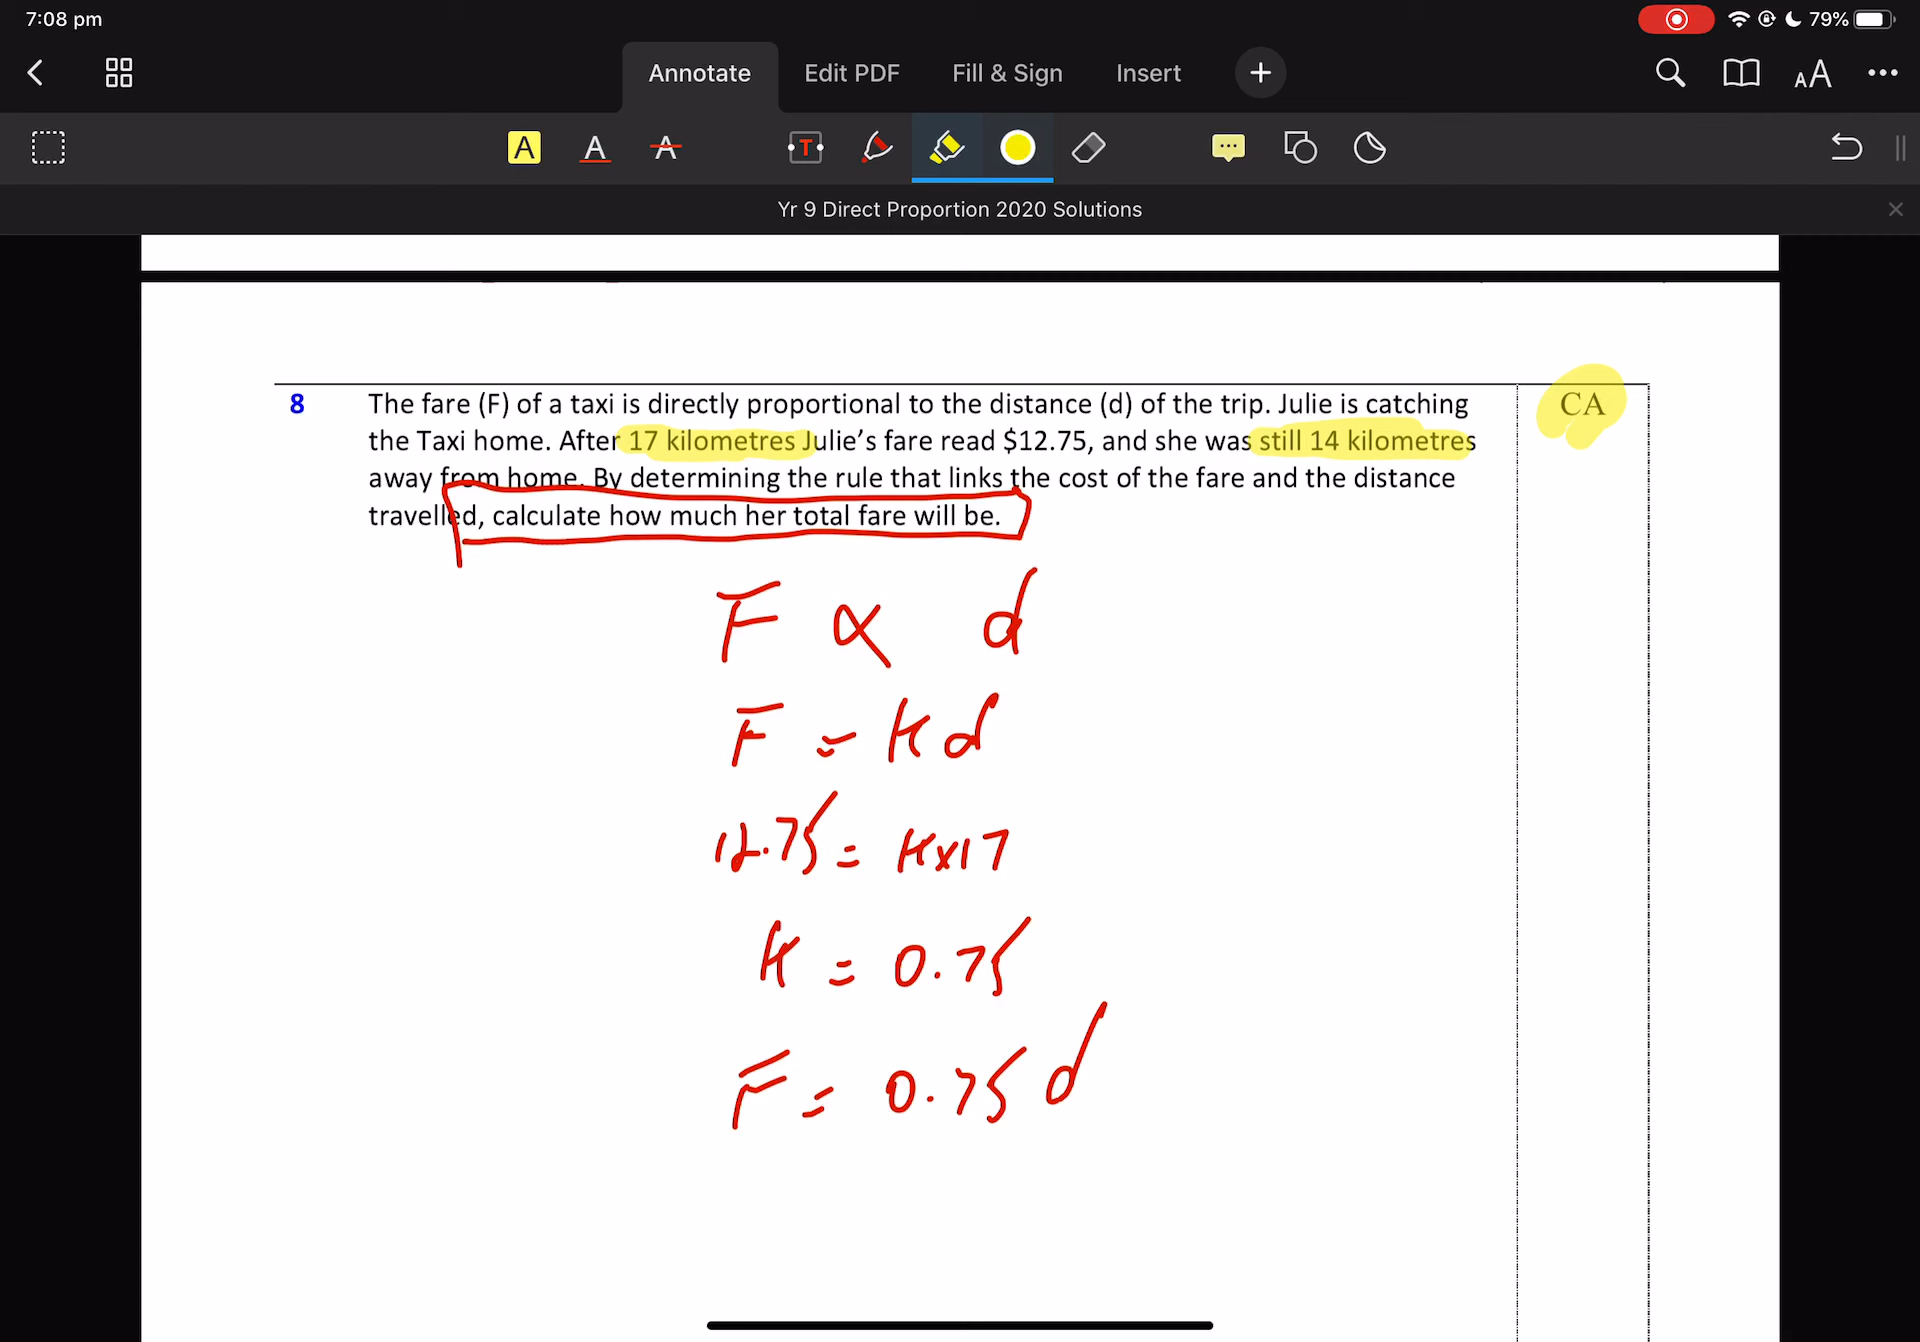 7:08 pm
79%
Annotate
Edit PDF
Fill & Sign
Insert
AA
A A A T
Yr 9 Direct Proportion 2020 Solutions
8 The fare (F) of a taxi is directly proportional to the distance (d) of the trip. Julie is catching CA
the Taxi home. After 17 kilometres Julie’s fare read $12.75, and she was still 14 kilometres
away from home. By determining the rule that links the cost of the fare and the distance
travelled, calculate how much her total fare will be.
F ∝ d
F = kd
12.75 = k×17
k = 0.75
F = 0.75 d